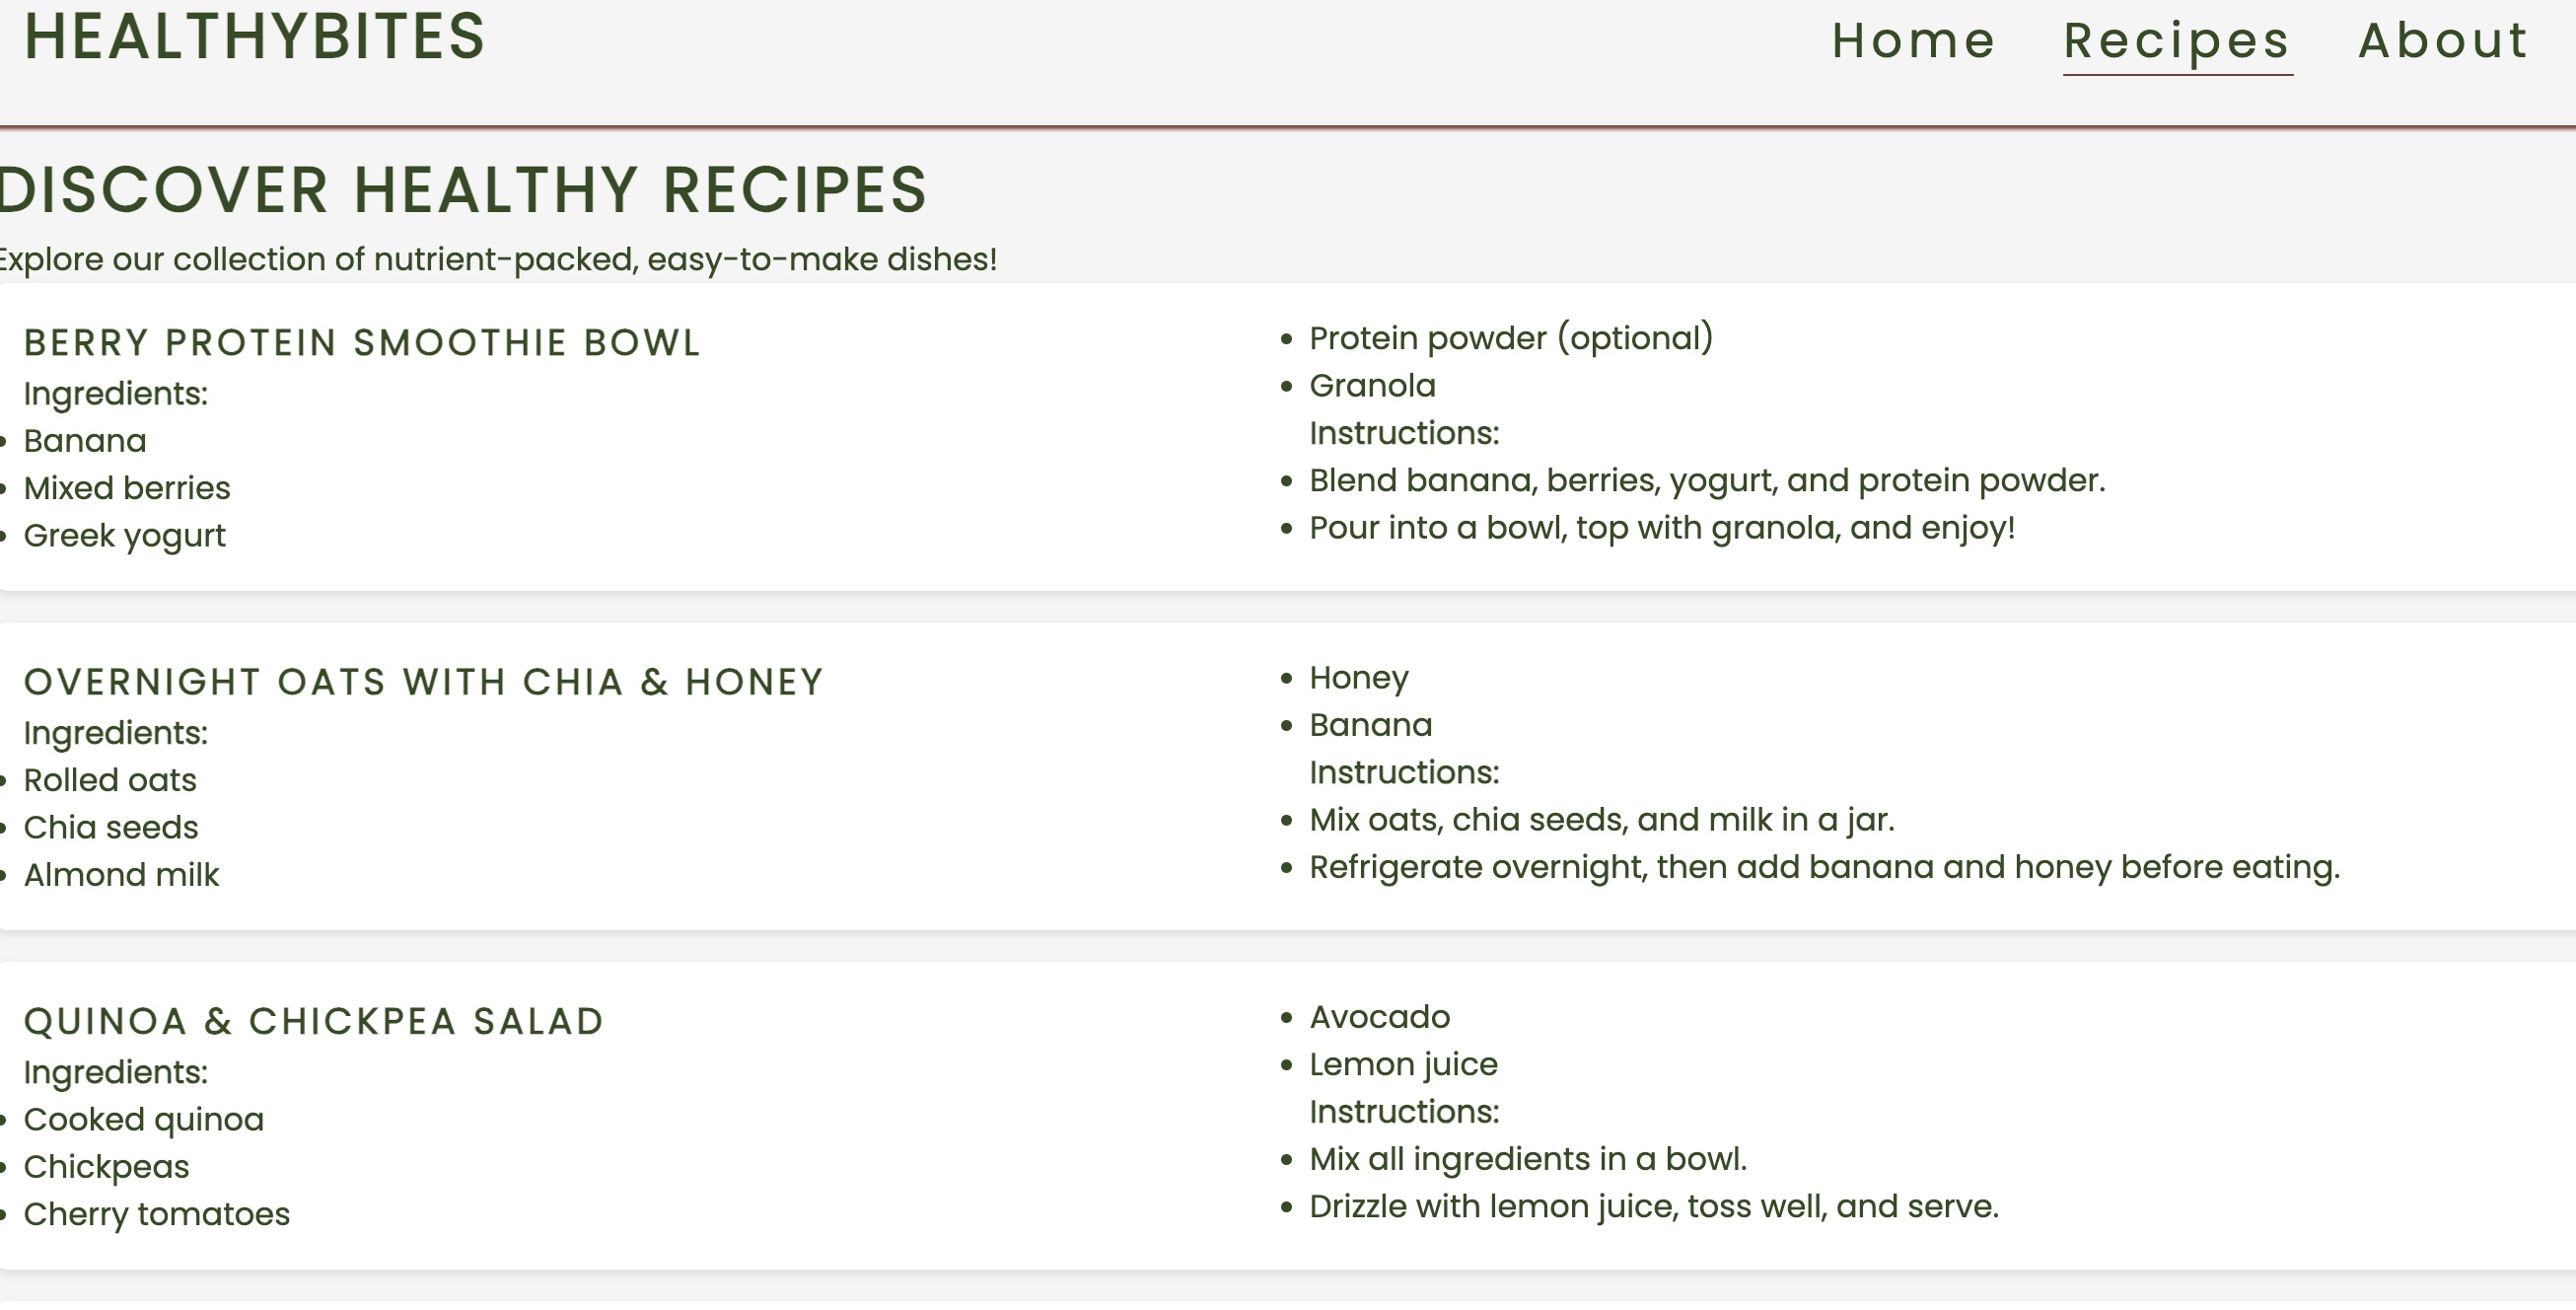 HEALTHYBITES
Home Recipes About
DISCOVER HEALTHY RECIPES
Explore our collection of nutrient-packed, easy-to-make dishes!
BERRY PROTEIN SMOOTHIE BOWL
Ingredients:
• Banana
• Mixed berries
• Greek yogurt
• Protein powder (optional)
• Granola
Instructions:
• Blend banana, berries, yogurt, and protein powder.
• Pour into a bowl, top with granola, and enjoy!
OVERNIGHT OATS WITH CHIA & HONEY
Ingredients:
• Rolled oats
• Chia seeds
• Almond milk
• Honey
• Banana
Instructions:
• Mix oats, chia seeds, and milk in a jar.
• Refrigerate overnight, then add banana and honey before eating.
QUINOA & CHICKPEA SALAD
Ingredients:
• Cooked quinoa
• Chickpeas
• Cherry tomatoes
• Avocado
• Lemon juice
Instructions:
• Mix all ingredients in a bowl.
• Drizzle with lemon juice, toss well, and serve.